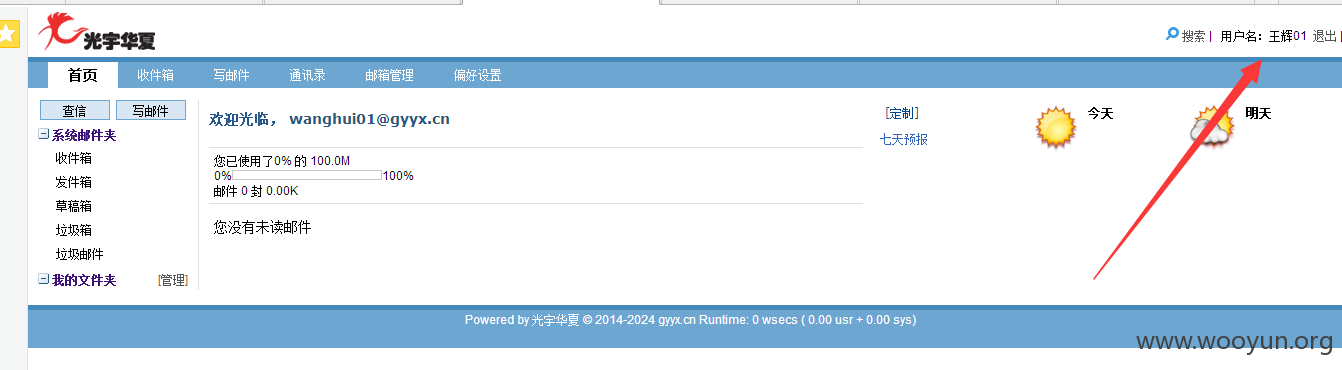 光宇华夏
搜索 | 用户名：王辉01 退出
首页 收件箱 写邮件 通讯录 邮箱管理 偏好设置
查信 写邮件
系统邮件夹
收件箱
发件箱
草稿箱
垃圾箱
垃圾邮件
我的文件夹 [管理]
欢迎光临， wanghui01@gyyx.cn
您已使用了0% 的 100.0M
0% 100%
邮件 0 封 0.00K
您没有未读邮件
[定制] 今天 明天
七天预报
Powered by 光宇华夏 © 2014-2024 gyyx.cn Runtime: 0 wsecs ( 0.00 usr + 0.00 sys)
www.wooyun.org